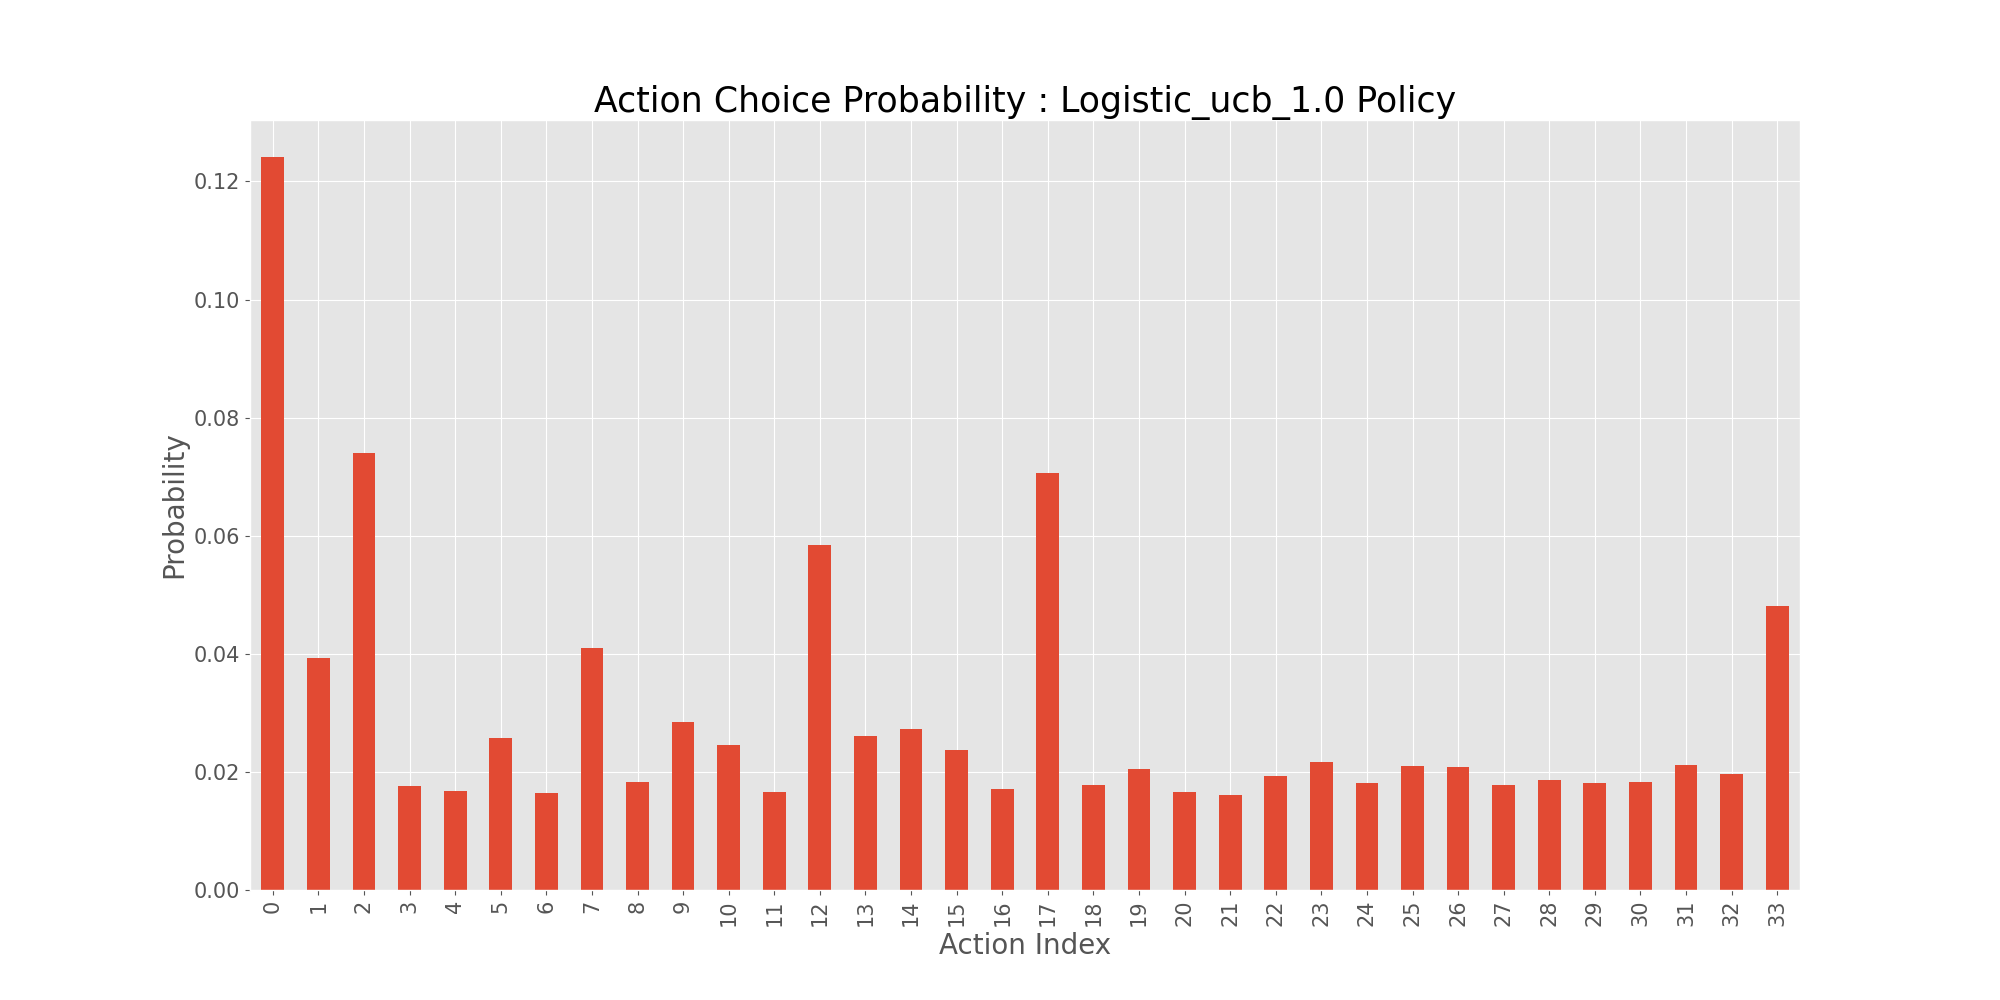 Action Choice Probability : Logistic_ucb_1.0 Policy
0.12
0.10
0.08
0.06
0.04
0.02
0.00
Probability
0 1 2 3 4 5 6 7 8 9 10 11 12 13 14 15 16 17 18 19 20 21 22 23 24 25 26 27 28 29 30 31 32 33
Action Index